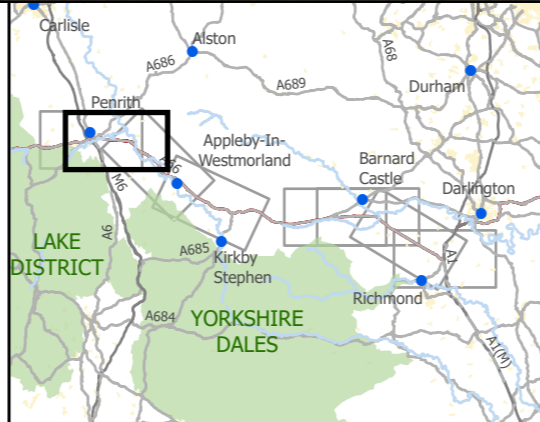 Carlisle
Alston
A68
A686
A689
Durham
Penrith
Appleby-In-
Westmorland
Barnard
Castle
Darlington
A66
M6
A6
LAKE
DISTRICT
A685
Kirkby
Stephen
A1
Richmond
A684
YORKSHIRE
DALES
A1(M)